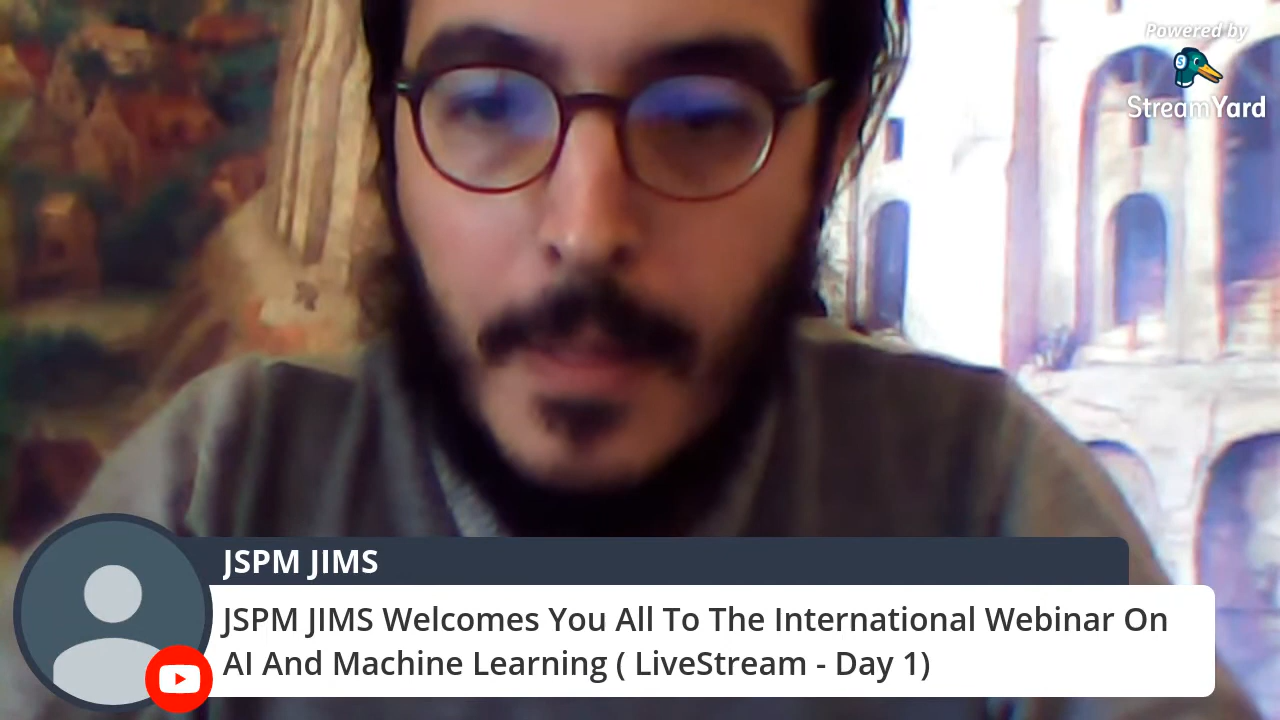 Powered by
StreamYard
JSPM JIMS
JSPM JIMS Welcomes You All To The International Webinar On
AI And Machine Learning ( LiveStream - Day 1)